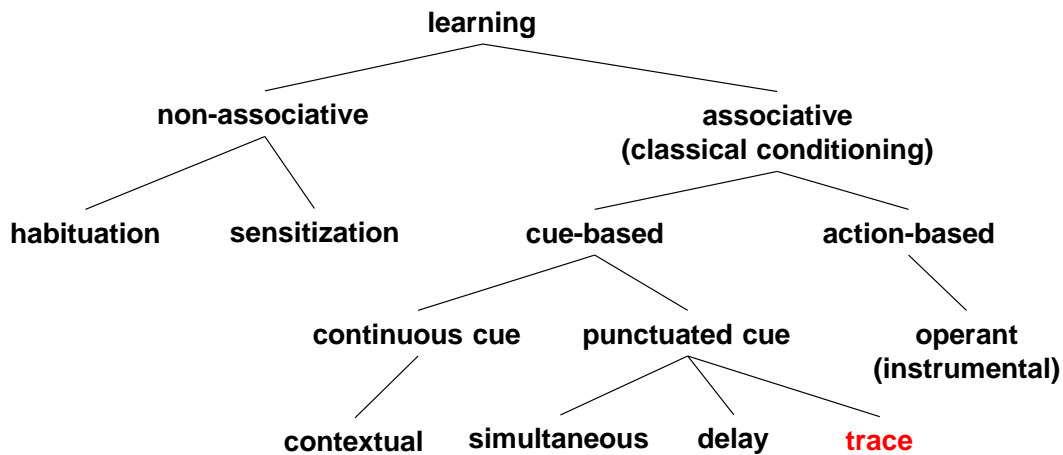 learning
non-associative
associative
(classical conditioning)
habituation
sensitization
cue-based
action-based
continuous cue
punctuated cue
operant
(instrumental)
contextual
simultaneous
delay
trace